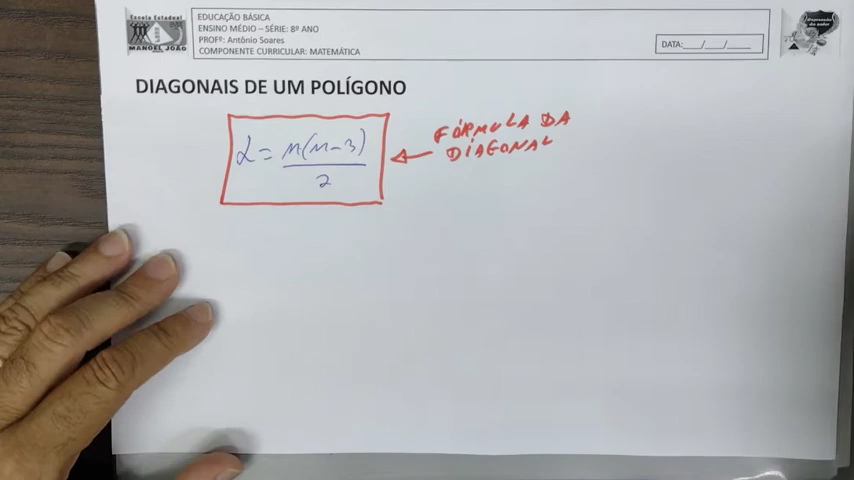 Escola Estadual
MANOEL JOÃO
EDUCAÇÃO BÁSICA
ENSINO MÉDIO – SÉRIE: 8º ANO
PROFº: Antônio Soares
COMPONENTE CURRICULAR: MATEMÁTICA
DATA:___/___/_____
DIAGONAIS DE UM POLÍGONO
d = n(n-3)
2
FÓRMULA DA
DIAGONAL